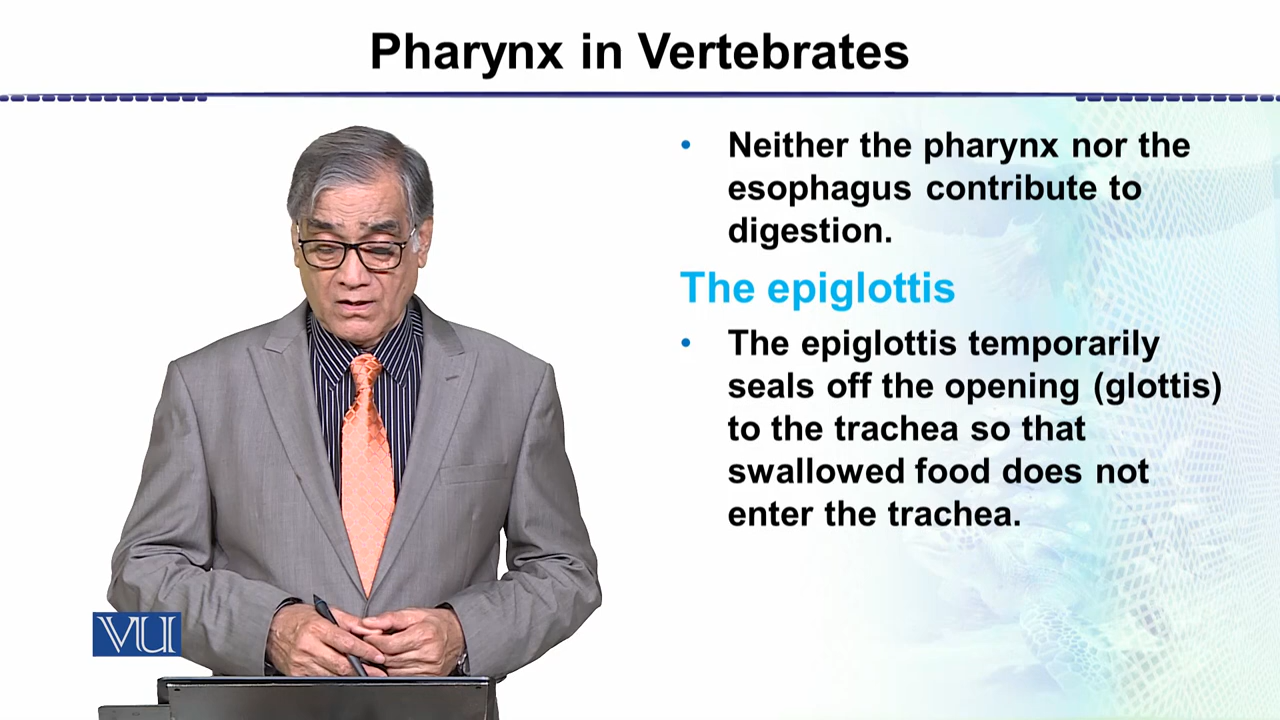 Pharynx in Vertebrates
• Neither the pharynx nor the
esophagus contribute to
digestion.
The epiglottis
• The epiglottis temporarily
seals off the opening (glottis)
to the trachea so that
swallowed food does not
enter the trachea.
VU